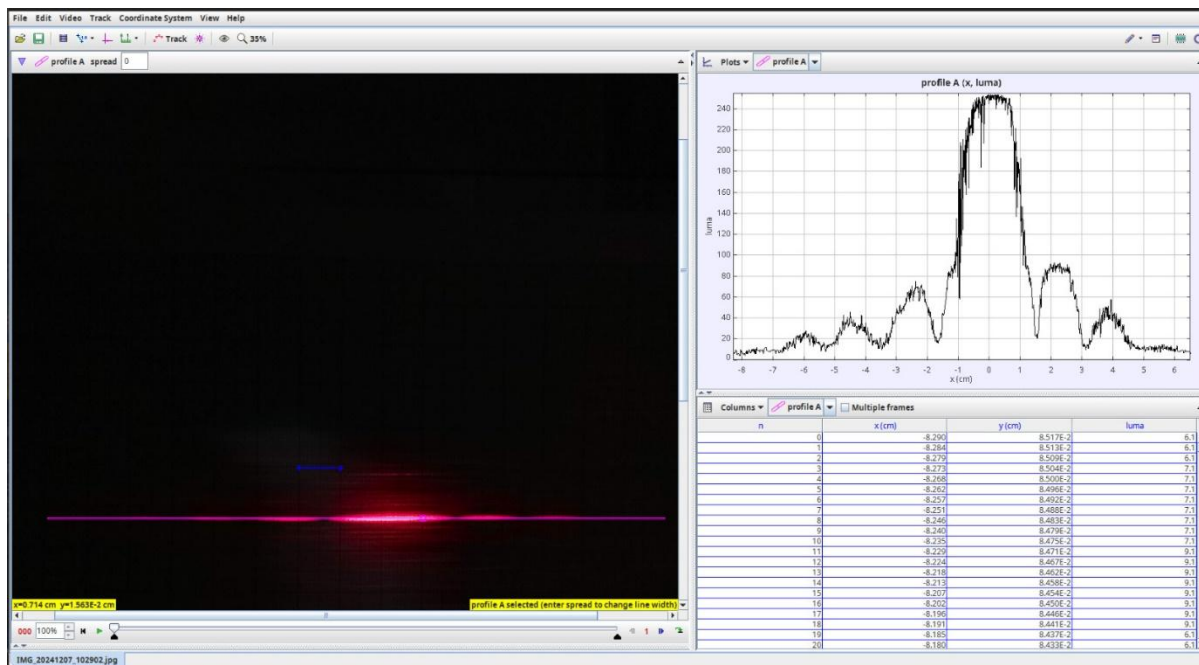 File Edit Video Track Coordinate System View Help
Track 35%
profile A spread 0
Plots profile A
profile A (x, luma)
240
220
200
180
160
140
120
100
80
60
40
20
0
luma
-8 -7 -6 -5 -4 -3 -2 -1 0 1 2 3 4 5 6
x (cm)
Columns profile A Multiple frames
n x (cm) y (cm) luma
0 -8.290 8.517E-2 6.1
1 -8.284 8.513E-2 6.1
2 -8.279 8.509E-2 6.1
3 -8.273 8.504E-2 7.1
4 -8.268 8.500E-2 7.1
5 -8.262 8.496E-2 7.1
6 -8.257 8.492E-2 7.1
7 -8.251 8.488E-2 7.1
8 -8.246 8.483E-2 7.1
9 -8.240 8.479E-2 7.1
10 -8.235 8.475E-2 7.1
11 -8.229 8.471E-2 9.1
12 -8.224 8.467E-2 9.1
13 -8.218 8.462E-2 9.1
14 -8.213 8.458E-2 9.1
15 -8.207 8.454E-2 9.1
16 -8.202 8.450E-2 9.1
17 -8.196 8.446E-2 9.1
18 -8.191 8.441E-2 9.1
19 -8.185 8.437E-2 6.1
20 -8.180 8.433E-2 6.1
x=0.714 cm y=1.563E-2 cm
profile A selected (enter spread to change line width)
000 100% 1
IMG_20241207_102902.jpg